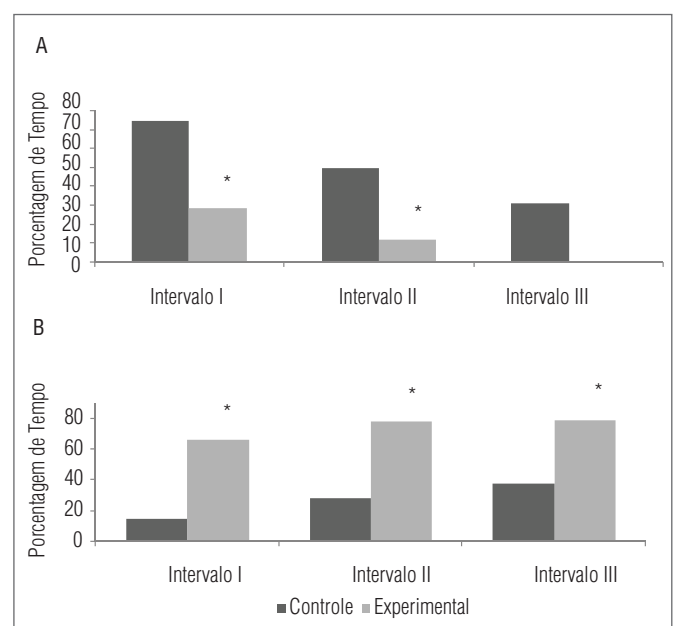 A
Porcentagem de Tempo
80
70
60
50
40
30
20
10
0
*
*
Intervalo I Intervalo II Intervalo III
B
Porcentagem de Tempo
80
60
40
20
0
*
*
*
Intervalo I Intervalo II Intervalo III
Controle Experimental